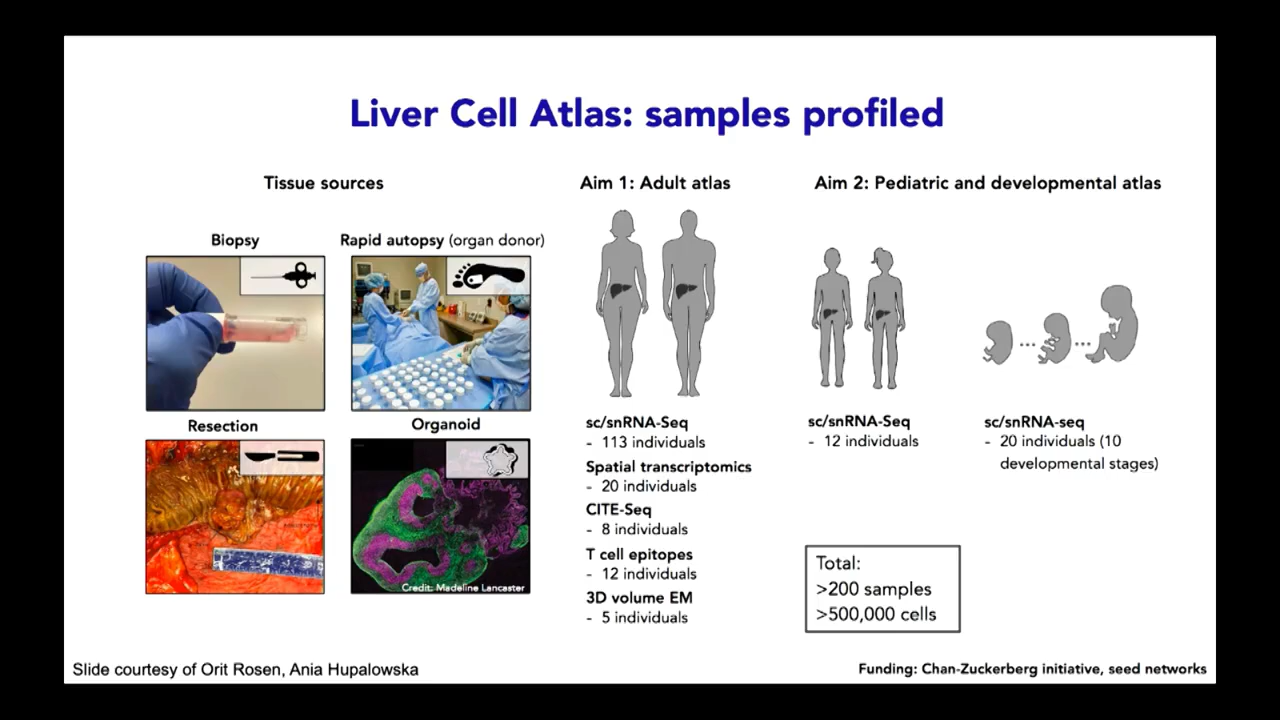 Liver Cell Atlas: samples profiled
Tissue sources
Biopsy
Rapid autopsy (organ donor)
Resection
Organoid
Credit: Madeline Lancaster
Aim 1: Adult atlas
sc/snRNA-Seq
- 113 individuals
Spatial transcriptomics
- 20 individuals
CITE-Seq
- 8 individuals
T cell epitopes
- 12 individuals
3D volume EM
- 5 individuals
Aim 2: Pediatric and developmental atlas
sc/snRNA-Seq
- 12 individuals
sc/snRNA-seq
- 20 individuals (10
developmental stages)
Total:
>200 samples
>500,000 cells
Slide courtesy of Orit Rosen, Ania Hupalowska
Funding: Chan-Zuckerberg initiative, seed networks